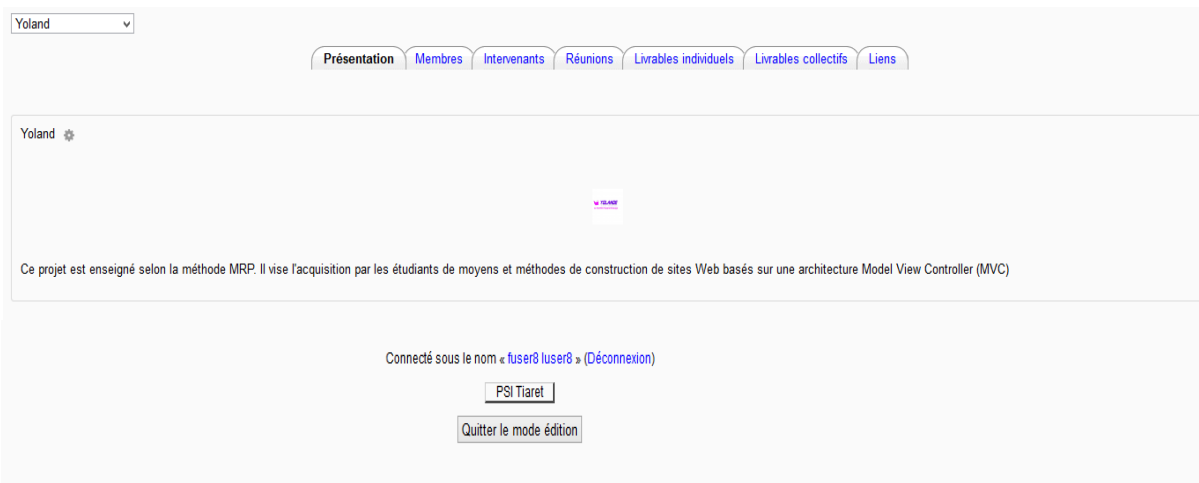 Yoland
Présentation Membres Intervenants Réunions Livrables individuels Livrables collectifs Liens
Yoland
YOLANDE
Ce projet est enseigné selon la méthode MRP. Il vise l'acquisition par les étudiants de moyens et méthodes de construction de sites Web basés sur une architecture Model View Controller (MVC)
Connecté sous le nom « fuser8 luser8 » (Déconnexion)
PSI Tiaret
Quitter le mode édition